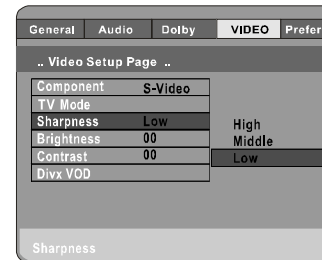 General Audio Dolby VIDEO Prefer
.. Video Setup Page ..
Component S-Video
TV Mode
Sharpness Low
Brightness 00
Contrast 00
Divx VOD
High
Middle
Low
Sharpness